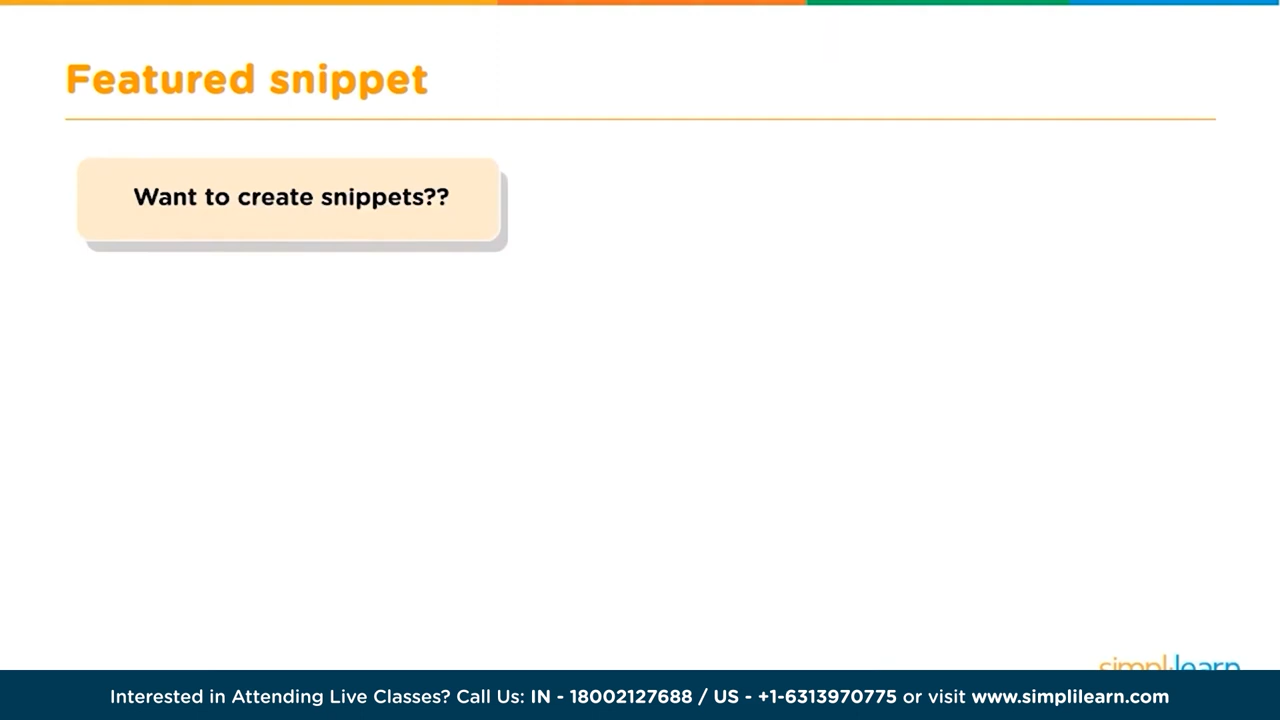 Featured snippet
Want to create snippets??
simplilearn
Interested in Attending Live Classes? Call Us: IN - 18002127688 / US - +1-6313970775 or visit www.simplilearn.com